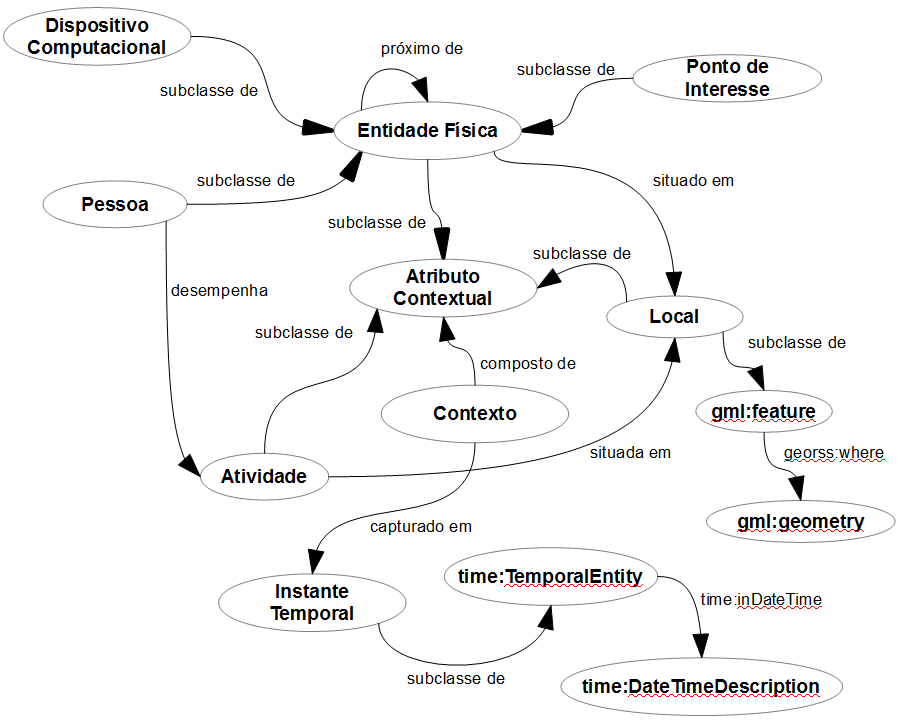 Dispositivo
Computacional
próximo de
subclasse de
subclasse de
Ponto de
Interesse
Entidade Física
subclasse de
situado em
Pessoa
subclasse de
subclasse de
desempenha
Atributo
Contextual
Local
subclasse de
subclasse de
composto de
gml:feature
Contexto
georss:where
situada em
Atividade
gml:geometry
capturado em
time:TemporalEntity
Instante
Temporal
time:inDateTime
subclasse de
time:DateTimeDescription